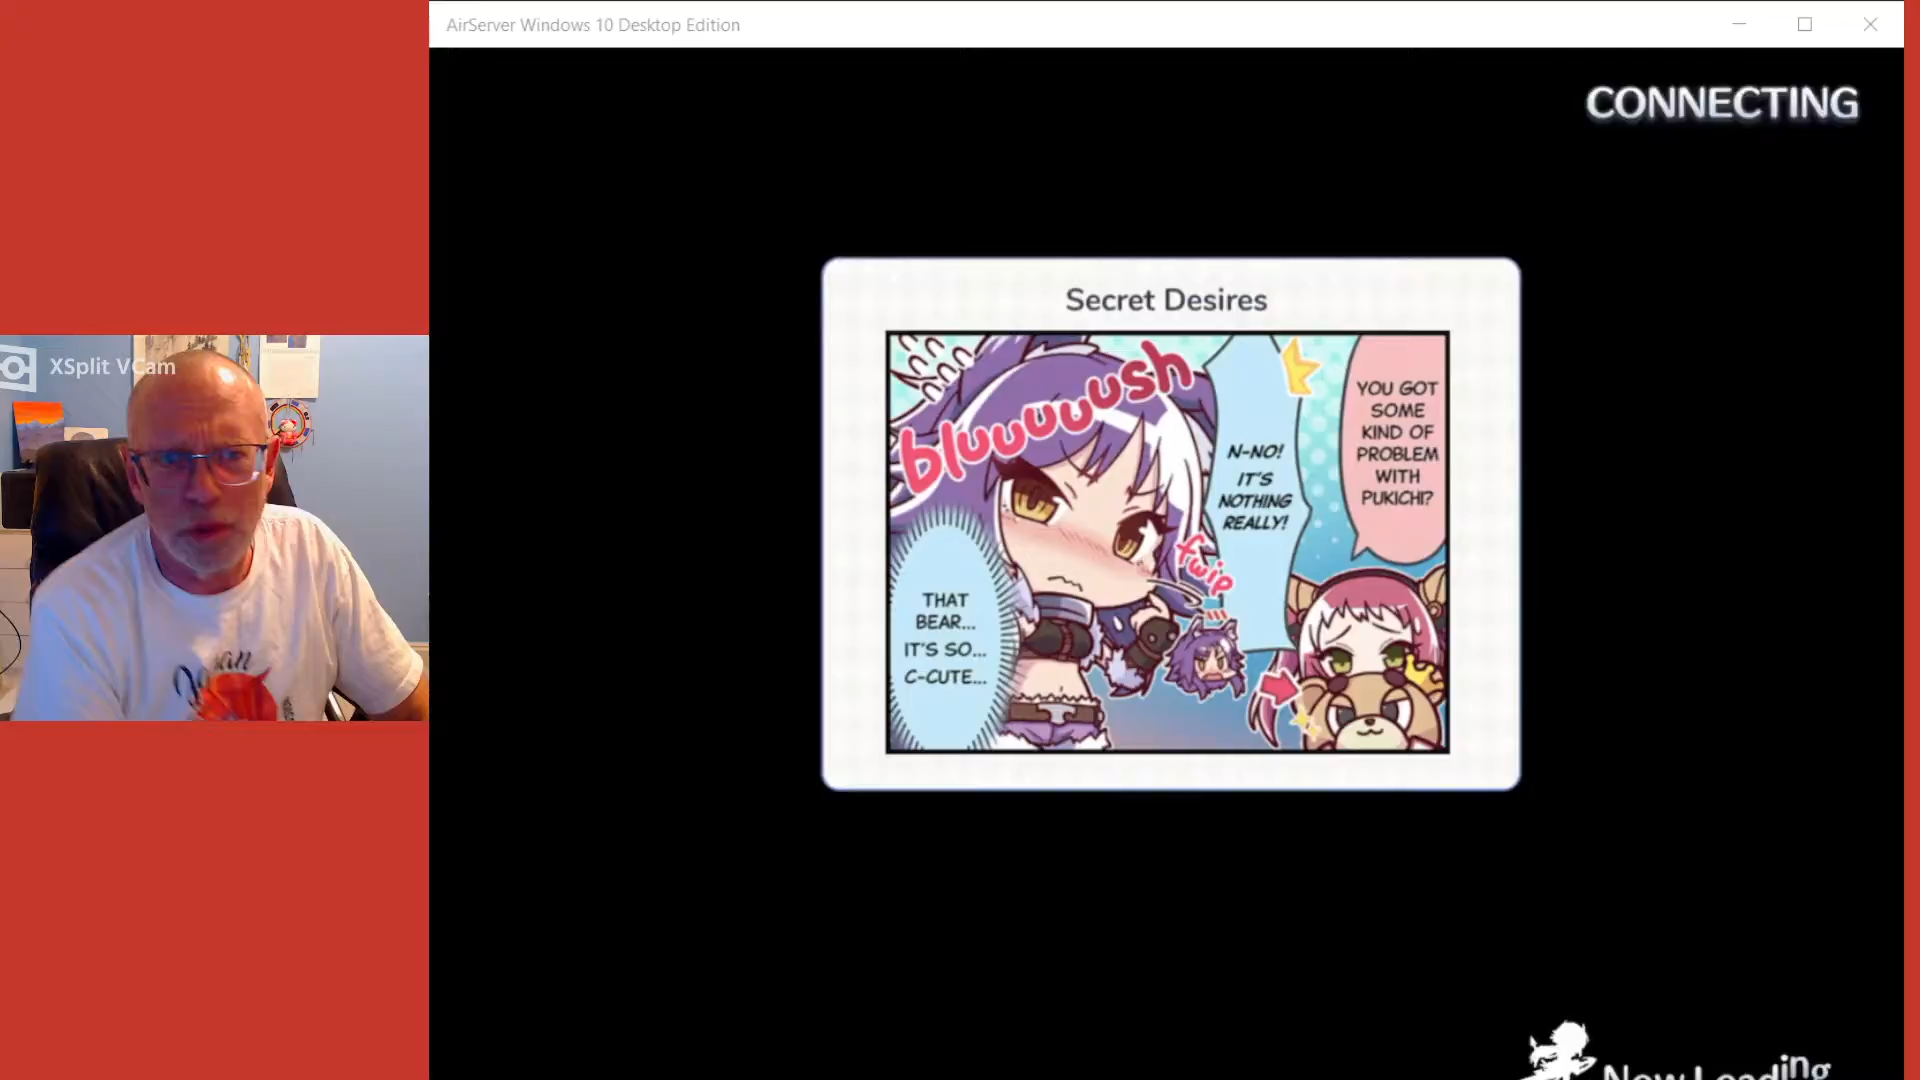 AirServer Windows 10 Desktop Edition
CONNECTING
Secret Desires
bluuuuush
YOU GOT
SOME
KIND OF
PROBLEM
WITH
PUKICHI?
N-NO!
IT'S
NOTHING
REALLY!
fwip
THAT
BEAR...
IT'S SO...
C-CUTE...
XSplit VCam
Now Loading